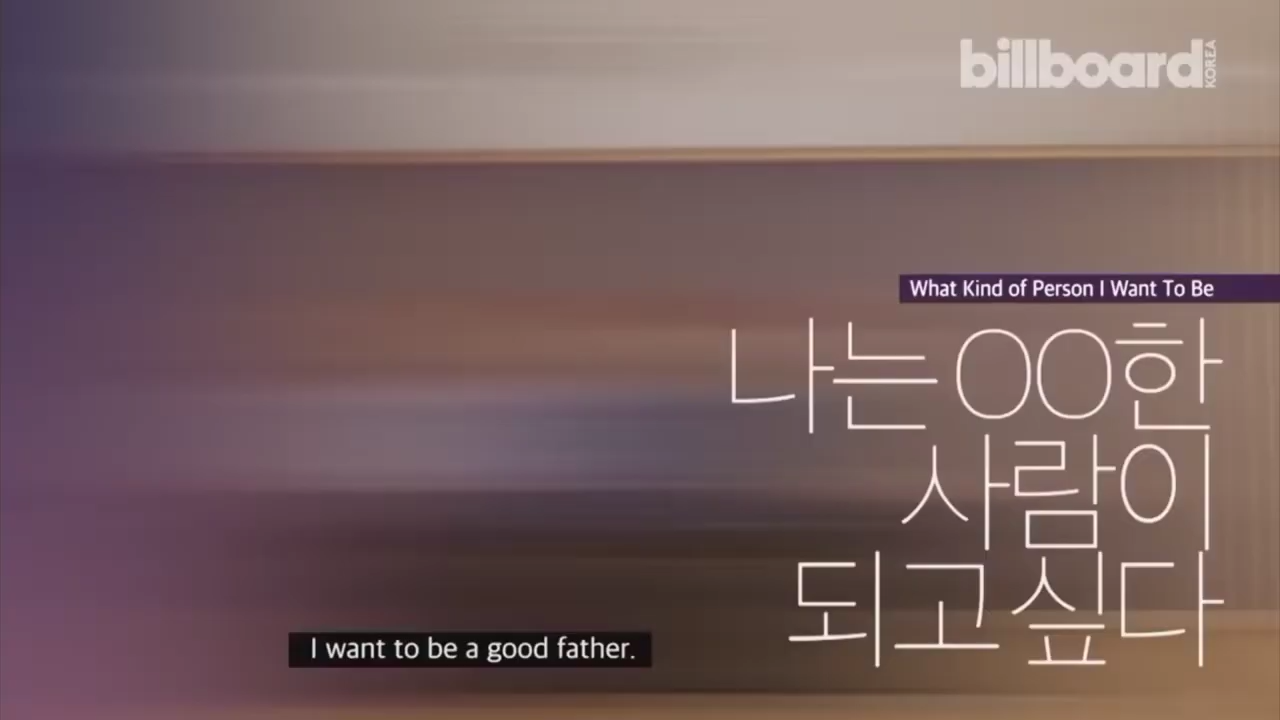 billboard KOREA
What Kind of Person I Want To Be
나는 OO한
사람이
되고 싶다
I want to be a good father.